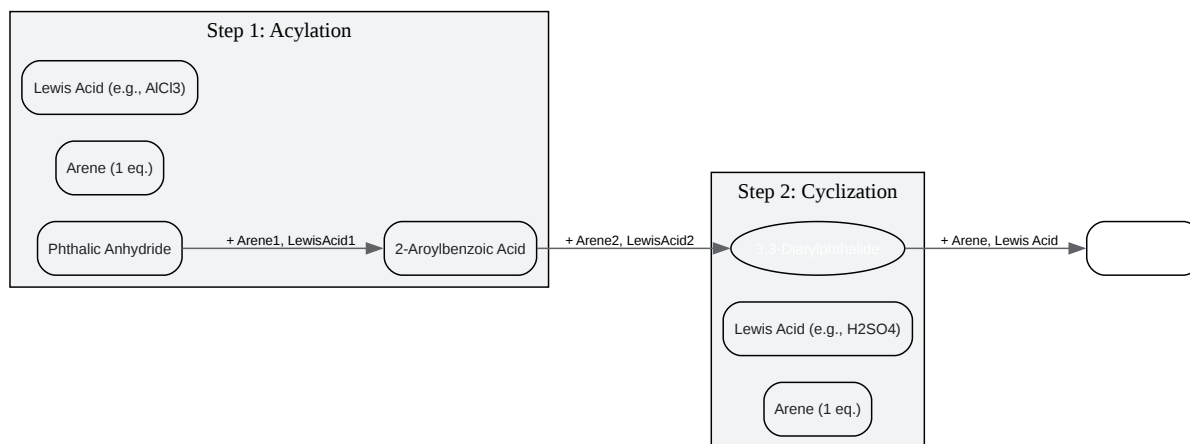 Step 1: Acylation
Lewis Acid (e.g., AlCl3)
Arene (1 eq.)
Phthalic Anhydride
+ Arene1, LewisAcid1
2-Aroylbenzoic Acid
+ Arene2, LewisAcid2
Step 2: Cyclization
3,3-Diarylphthalide
+ Arene, Lewis Acid
Lewis Acid (e.g., H2SO4)
Arene (1 eq.)